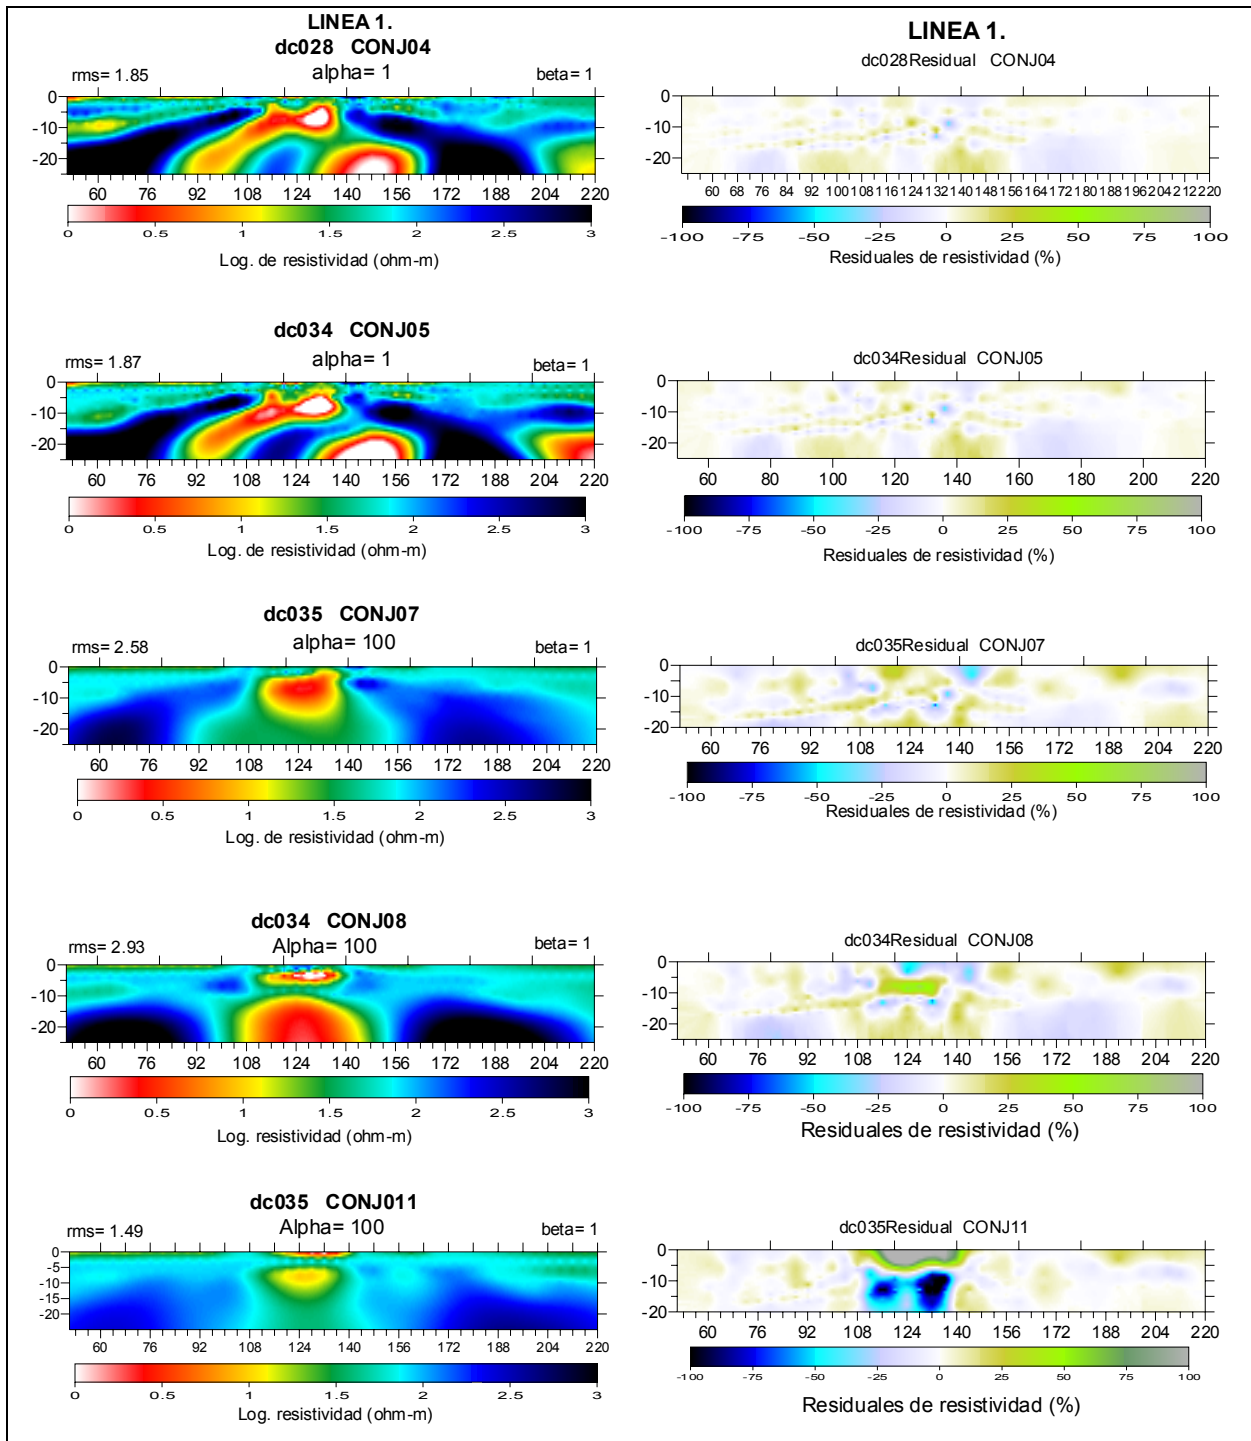 LINEA 1.
dc028 CONJ04
rms= 1.85 alpha= 1 beta= 1
0
-10
-20
60 76 92 108 124 140 156 172 188 204 220
0 0.5 1 1.5 2 2.5 3
Log. de resistividad (ohm-m)
LINEA 1.
dc028Residual CONJ04
0
-10
-20
60 68 76 84 92 100 108 116 124 132 140 148 156 164 172 180 188 196 204 212 220
-100 -75 -50 -25 0 25 50 75 100
Residuales de resistividad (%)
dc034 CONJ05
rms= 1.87 alpha= 1 beta= 1
0
-10
-20
60 76 92 108 124 140 156 172 188 204 220
0 0.5 1 1.5 2 2.5 3
Log. de resistividad (ohm-m)
dc034Residual CONJ05
0
-10
-20
60 80 100 120 140 160 180 200 220
-100 -75 -50 -25 0 25 50 75 100
Residuales de resistividad (%)
dc035 CONJ07
rms= 2.58 alpha= 100 beta= 1
0
-10
-20
60 76 92 108 124 140 156 172 188 204 220
0 0.5 1 1.5 2 2.5 3
Log. de resistividad (ohm-m)
dc035Residual CONJ07
0
-10
-20
60 76 92 108 124 140 156 172 188 204 220
-100 -75 -50 -25 0 25 50 75 100
Residuales de resistividad (%)
dc034 CONJ08
rms= 2.93 Alpha= 100 beta= 1
0
-10
-20
60 76 92 108 124 140 156 172 188 204 220
0 0.5 1 1.5 2 2.5 3
Log. resistividad (ohm-m)
dc034Residual CONJ08
0
-10
-20
60 76 92 108 124 140 156 172 188 204 220
-100 -75 -50 -25 0 25 50 75 100
Residuales de resistividad (%)
dc035 CONJ011
rms= 1.49 Alpha= 100 beta= 1
0
-5
-10
-15
-20
60 76 92 108 124 140 156 172 188 204 220
0 0.5 1 1.5 2 2.5 3
Log. resistividad (ohm-m)
dc035Residual CONJ11
0
-10
-20
60 76 92 108 124 140 156 172 188 204 220
-100 -75 -50 -25 0 25 50 75 100
Residuales de resistividad (%)